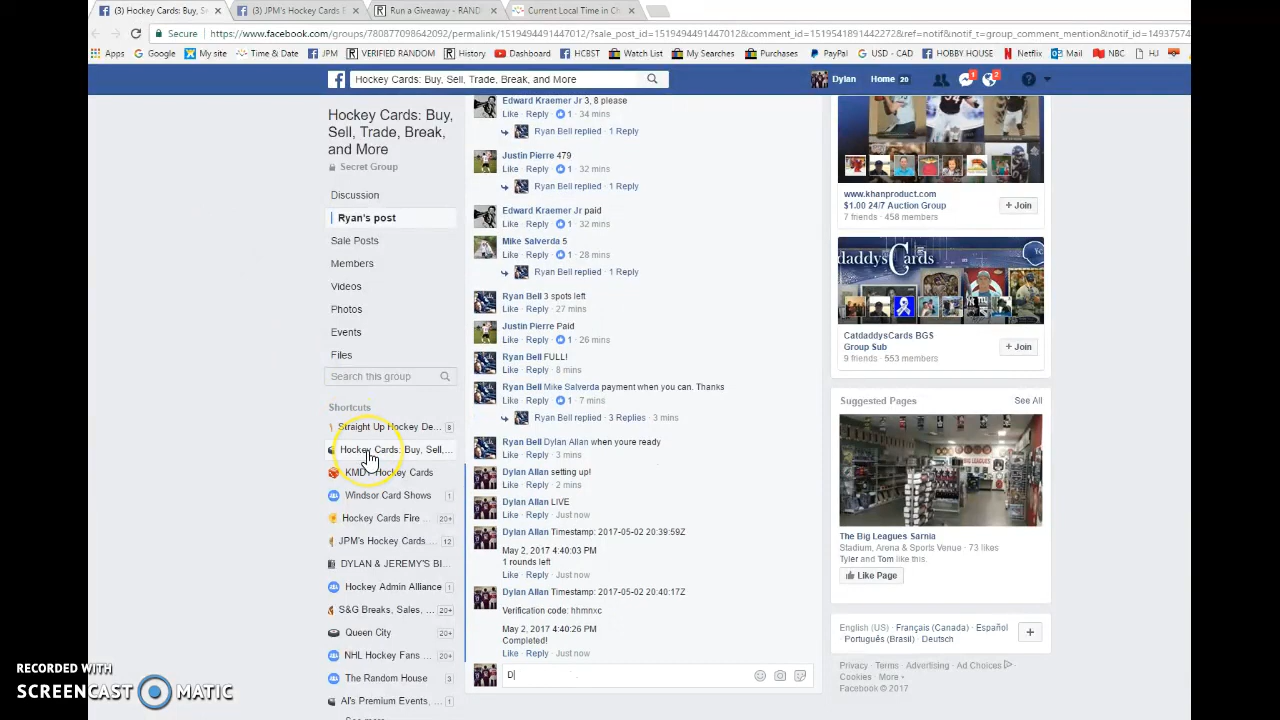 (3) Hockey Cards: Buy, S
(3) JPM's Hockey Cards E
Run a Giveaway - RAND
Current Local Time in Ch
Secure
https://www.facebook.com/groups/780877098642092/permalink/1519494491447012/?sale_post_id=1519494491447012&comment_id=1519541891442272&ref=notif&notif_t=group_comment_mention&notif_id=14937574
Apps
Google
My site
Time & Date
JPM
VERIFIED RANDOM
History
Dashboard
HCBST
Watch List
My Searches
Purchase
PayPal
USD - CAD
HOBBY HOUSE
Netflix
Mail
NBC
HJ
Hockey Cards: Buy, Sell, Trade, Break, and More
Dylan
Home 20
1
2
Hockey Cards: Buy,
Sell, Trade, Break,
and More
Secret Group
Discussion
Ryan's post
Sale Posts
Members
Videos
Photos
Events
Files
Search this group
Shortcuts
Straight Up Hockey De... 8
Hockey Cards: Buy, Sell,...
KMDT Hockey Cards
Windsor Card Shows 1
Hockey Cards Fire ... 20+
JPM's Hockey Cards ... 12
DYLAN & JEREMY'S BI...
Hockey Admin Alliance 1
S&G Breaks, Sales, ... 20+
Queen City 20+
NHL Hockey Fans ... 20+
The Random House 3
Al's Premium Events, ... 1
See more
Edward Kraemer Jr 3, 8 please
Like · Reply · 1 · 34 mins
Ryan Bell replied · 1 Reply
Justin Pierre 479
Like · Reply · 1 · 32 mins
Ryan Bell replied · 1 Reply
Edward Kraemer Jr paid
Like · Reply · 1 · 32 mins
Mike Salverda 5
Like · Reply · 1 · 28 mins
Ryan Bell replied · 1 Reply
Ryan Bell 3 spots left
Like · Reply · 27 mins
Justin Pierre Paid
Like · Reply · 1 · 26 mins
Ryan Bell FULL!
Like · Reply · 8 mins
Ryan Bell Mike Salverda payment when you can. Thanks
Like · Reply · 1 · 7 mins
Ryan Bell replied · 3 Replies · 3 mins
Ryan Bell Dylan Allan when youre ready
Like · Reply · 3 mins
Dylan Allan setting up!
Like · Reply · 2 mins
Dylan Allan LIVE
Like · Reply · Just now
Dylan Allan Timestamp: 2017-05-02 20:39:59Z
May 2, 2017 4:40:03 PM
1 rounds left
Like · Reply · Just now
Dylan Allan Timestamp: 2017-05-02 20:40:17Z
Verification code: hhmnxc
May 2, 2017 4:40:26 PM
Completed!
Like · Reply · Just now
D
www.khanproduct.com
$1.00 24/7 Auction Group
7 friends · 458 members
+ Join
daddysCards
CatdaddysCards BGS
Group Sub
9 friends · 553 members
+ Join
Suggested Pages
See All
The Big Leagues Sarnia
Stadium, Arena & Sports Venue · 73 likes
Tyler and Tom like this.
Like Page
English (US) · Français (Canada) · Español ·
Português (Brasil) · Deutsch
+
Privacy · Terms · Advertising · Ad Choices
Cookies · More
Facebook © 2017
RECORDED WITH
SCREENCAST MATIC